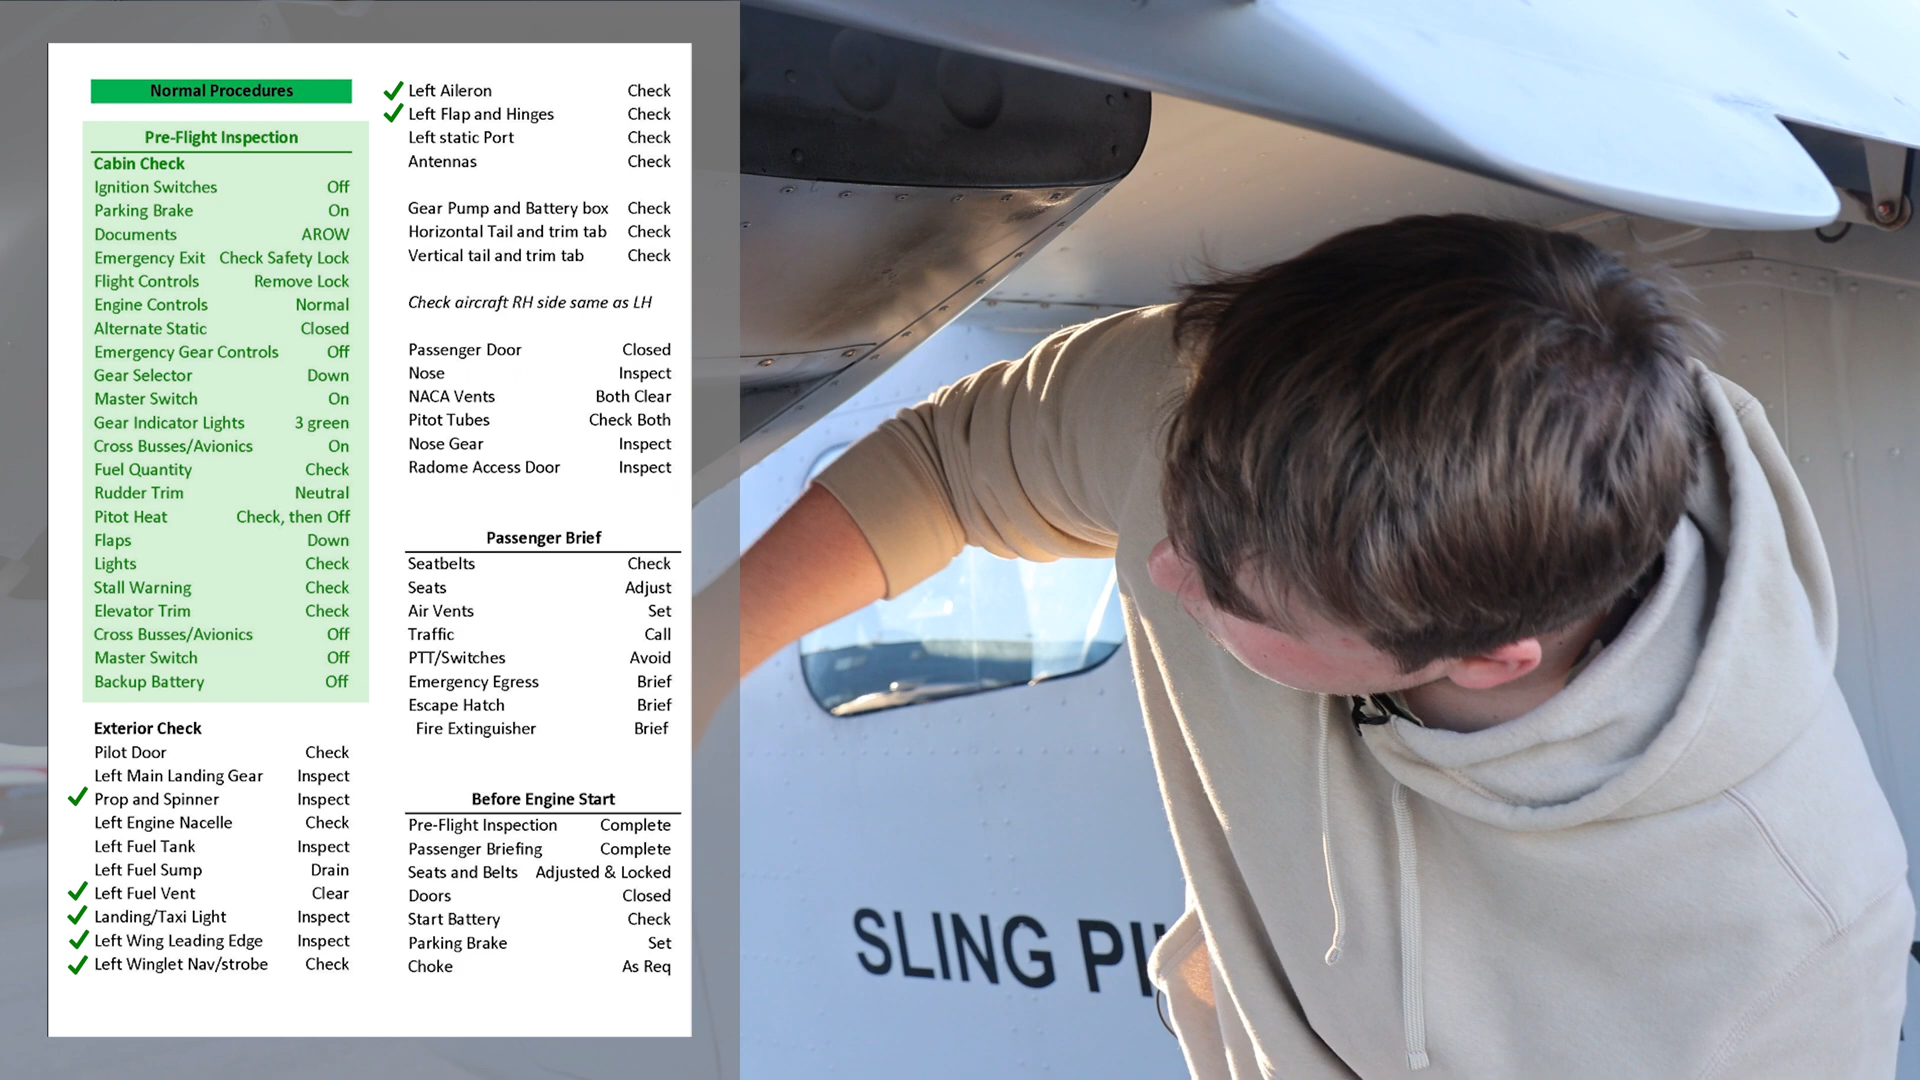 Normal Procedures
Pre-Flight Inspection
Cabin Check
Ignition Switches Off
Parking Brake On
Documents AROW
Emergency Exit Check Safety Lock
Flight Controls Remove Lock
Engine Controls Normal
Alternate Static Closed
Emergency Gear Controls Off
Gear Selector Down
Master Switch On
Gear Indicator Lights 3 green
Cross Busses/Avionics On
Fuel Quantity Check
Rudder Trim Neutral
Pitot Heat Check, then Off
Flaps Down
Lights Check
Stall Warning Check
Elevator Trim Check
Cross Busses/Avionics Off
Master Switch Off
Backup Battery Off
Exterior Check
Pilot Door Check
Left Main Landing Gear Inspect
Prop and Spinner Inspect
Left Engine Nacelle Check
Left Fuel Tank Inspect
Left Fuel Sump Drain
Left Fuel Vent Clear
Landing/Taxi Light Inspect
Left Wing Leading Edge Inspect
Left Winglet Nav/strobe Check
Left Aileron Check
Left Flap and Hinges Check
Left static Port Check
Antennas Check
Gear Pump and Battery box Check
Horizontal Tail and trim tab Check
Vertical tail and trim tab Check
Check aircraft RH side same as LH
Passenger Door Closed
Nose Inspect
NACA Vents Both Clear
Pitot Tubes Check Both
Nose Gear Inspect
Radome Access Door Inspect
Passenger Brief
Seatbelts Check
Seats Adjust
Air Vents Set
Traffic Call
PTT/Switches Avoid
Emergency Egress Brief
Escape Hatch Brief
Fire Extinguisher Brief
Before Engine Start
Pre-Flight Inspection Complete
Passenger Briefing Complete
Seats and Belts Adjusted & Locked
Doors Closed
Start Battery Check
Parking Brake Set
Choke As Req
SLING